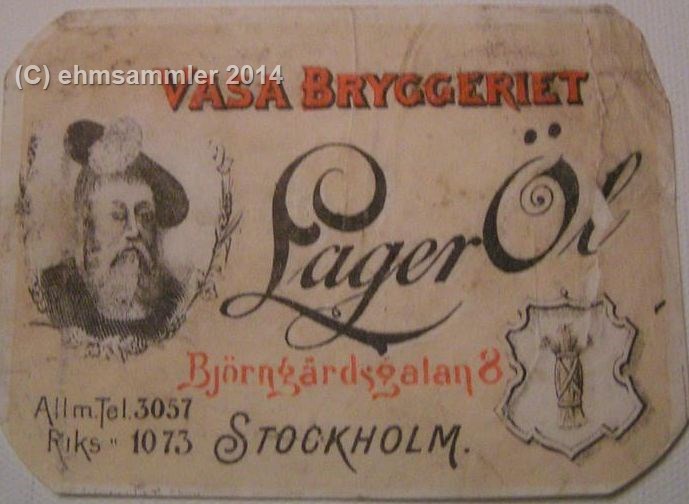 (C) ehmsammler 2014
VASA BRYGGERIET
Lager Öl
Björngårdsgatan 8
Allm. Tel. 3057
Riks " 1073
STOCKHOLM.